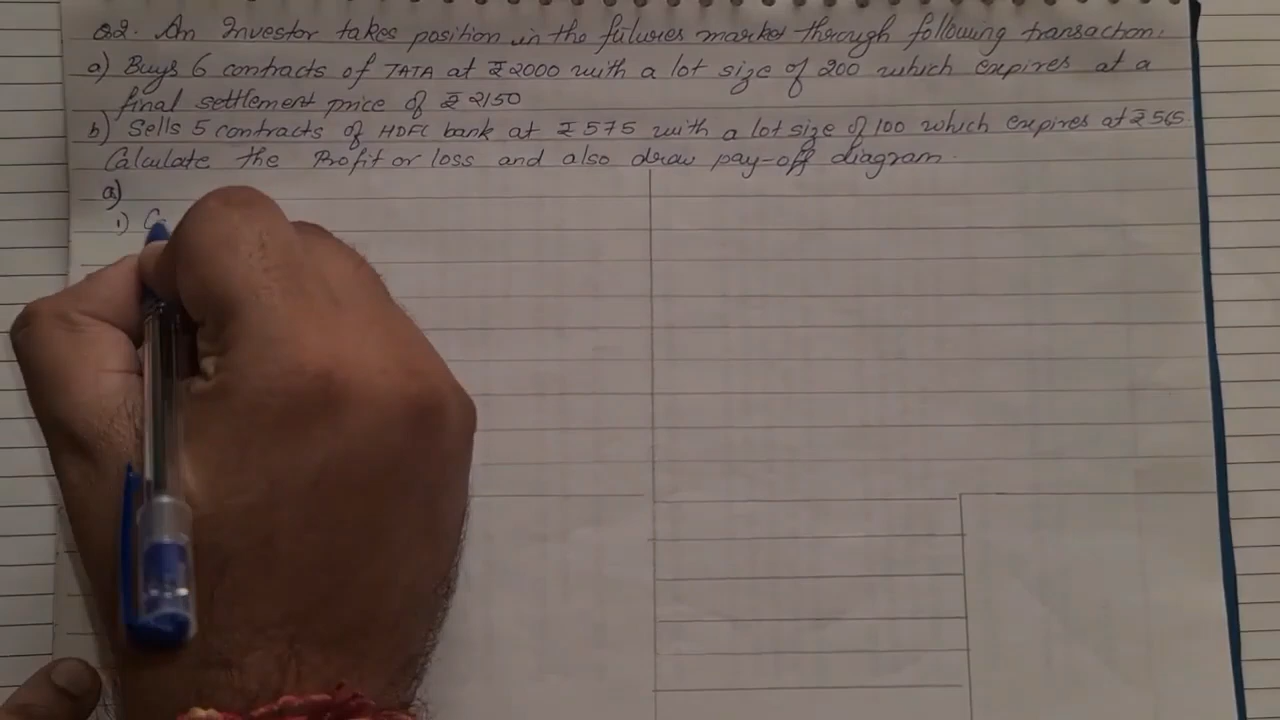 Q2. An Investor takes position in the futures market through following transaction.
a) Buys 6 contracts of TATA at ₹2000 with a lot size of 200 which expires at a
final settlement price of ₹2150
b) Sells 5 contracts of HDFC bank at ₹575 with a lot size of 100 which expires at ₹565.
Calculate the Profit or loss and also draw pay-off diagram.
a)
i) C